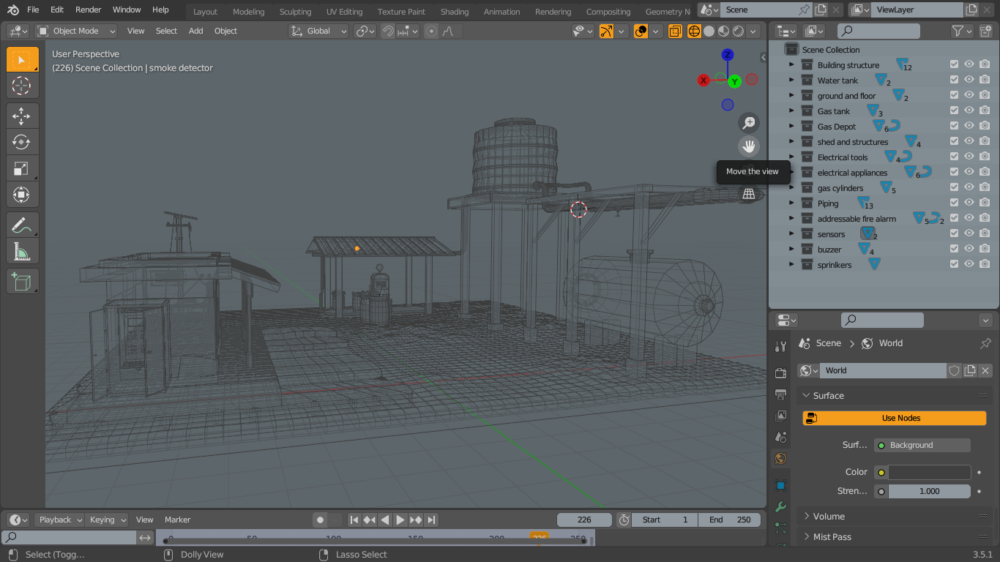 File Edit Render Window Help
Layout Modeling Sculpting UV Editing Texture Paint Shading Animation Rendering Compositing Geometry N
Scene
ViewLayer
Object Mode View Select Add Object
Global
User Perspective
(226) Scene Collection | smoke detector
Z
X
Y
Move the view
Scene Collection
Building structure 12
Water tank 2
ground and floor 2
Gas tank 3
Gas Depot 6
shed and structures 4
Electrical tools 4
electrical appliances 6
gas cylinders 5
Piping 13
addressable fire alarm 5 2
sensors 2
buzzer 4
sprinkers
Scene > World
World
Surface
Use Nodes
Surf... Background
Color
Stren... 1.000
Volume
Mist Pass
Playback Keying View Marker
226
Start 1
End 250
0 50 100 150 200 226 250
Select (Togg...
Dolly View
Lasso Select
3.5.1